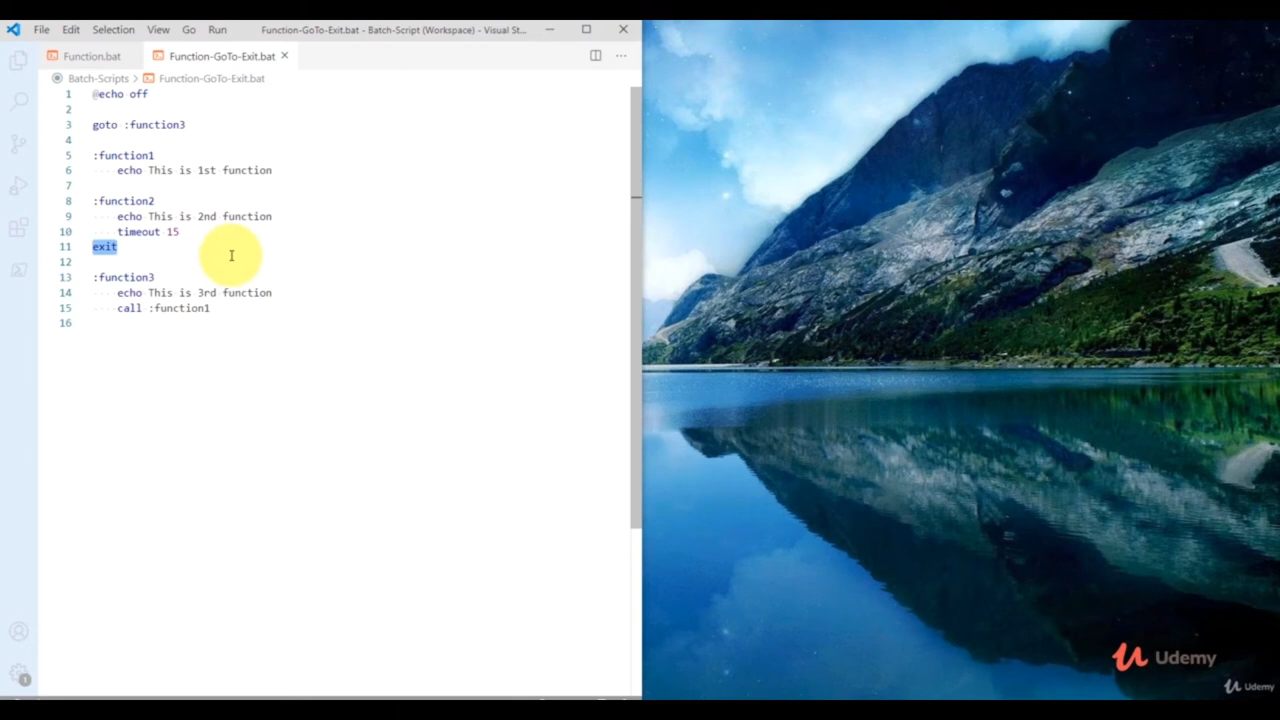 File Edit Selection View Go Run Function-GoTo-Exit.bat - Batch-Script (Workspace) - Visual St...
Function.bat Function-GoTo-Exit.bat
Batch-Scripts > Function-GoTo-Exit.bat
1 @echo off
2
3 goto :function3
4
5 :function1
6 echo This is 1st function
7
8 :function2
9 echo This is 2nd function
10 timeout 15
11 exit
12
13 :function3
14 echo This is 3rd function
15 call :function1
16
1
Udemy
Udemy